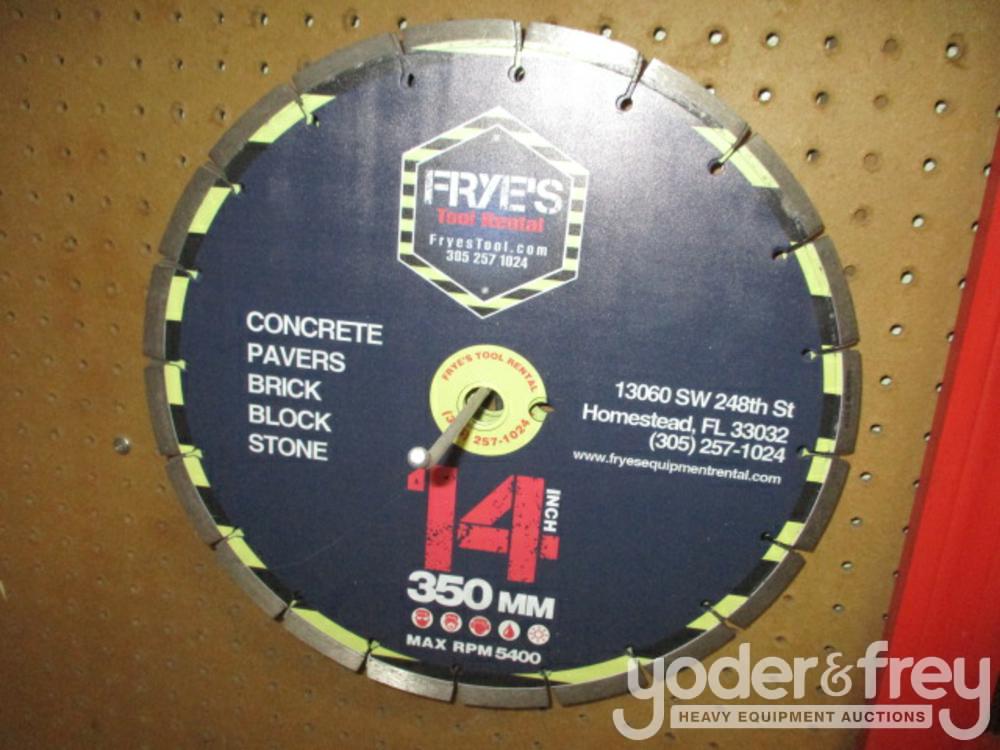 FRYE'S
Tool Rental
FryesTool.com
305 257 1024
CONCRETE
PAVERS
BRICK
BLOCK
STONE
FRYE'S TOOL RENTAL
257-1024
13060 SW 248th St
Homestead, FL 33032
(305) 257-1024
www.fryesequipmentrental.com
14
INCH
350 MM
MAX RPM 5400
yoder&frey
HEAVY EQUIPMENT AUCTIONS